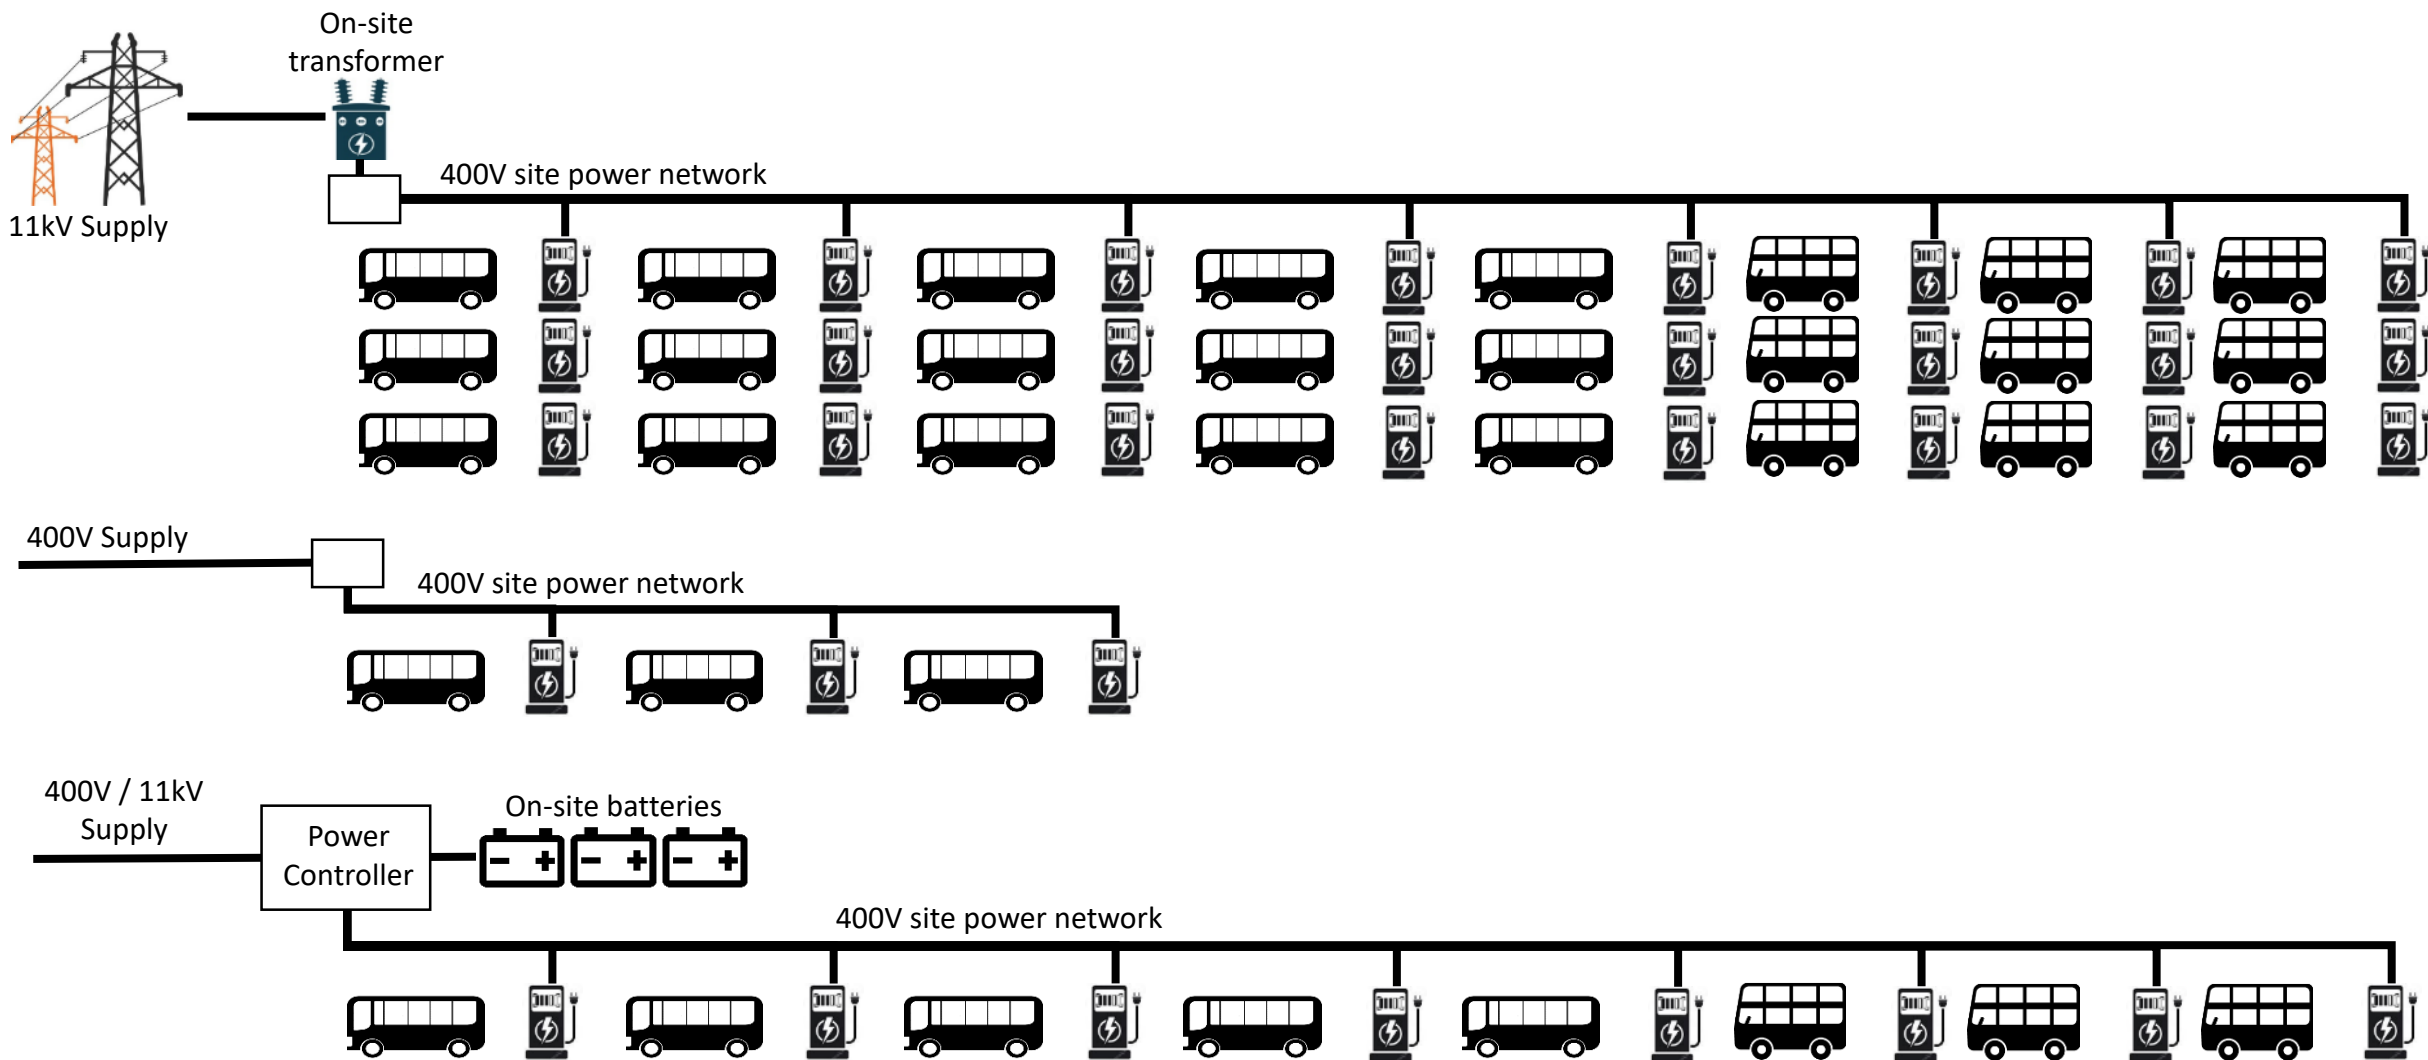 On-site
transformer
400V site power network
11kV Supply
400V Supply
400V site power network
400V / 11kV
Supply
On-site batteries
Power
Controller
400V site power network